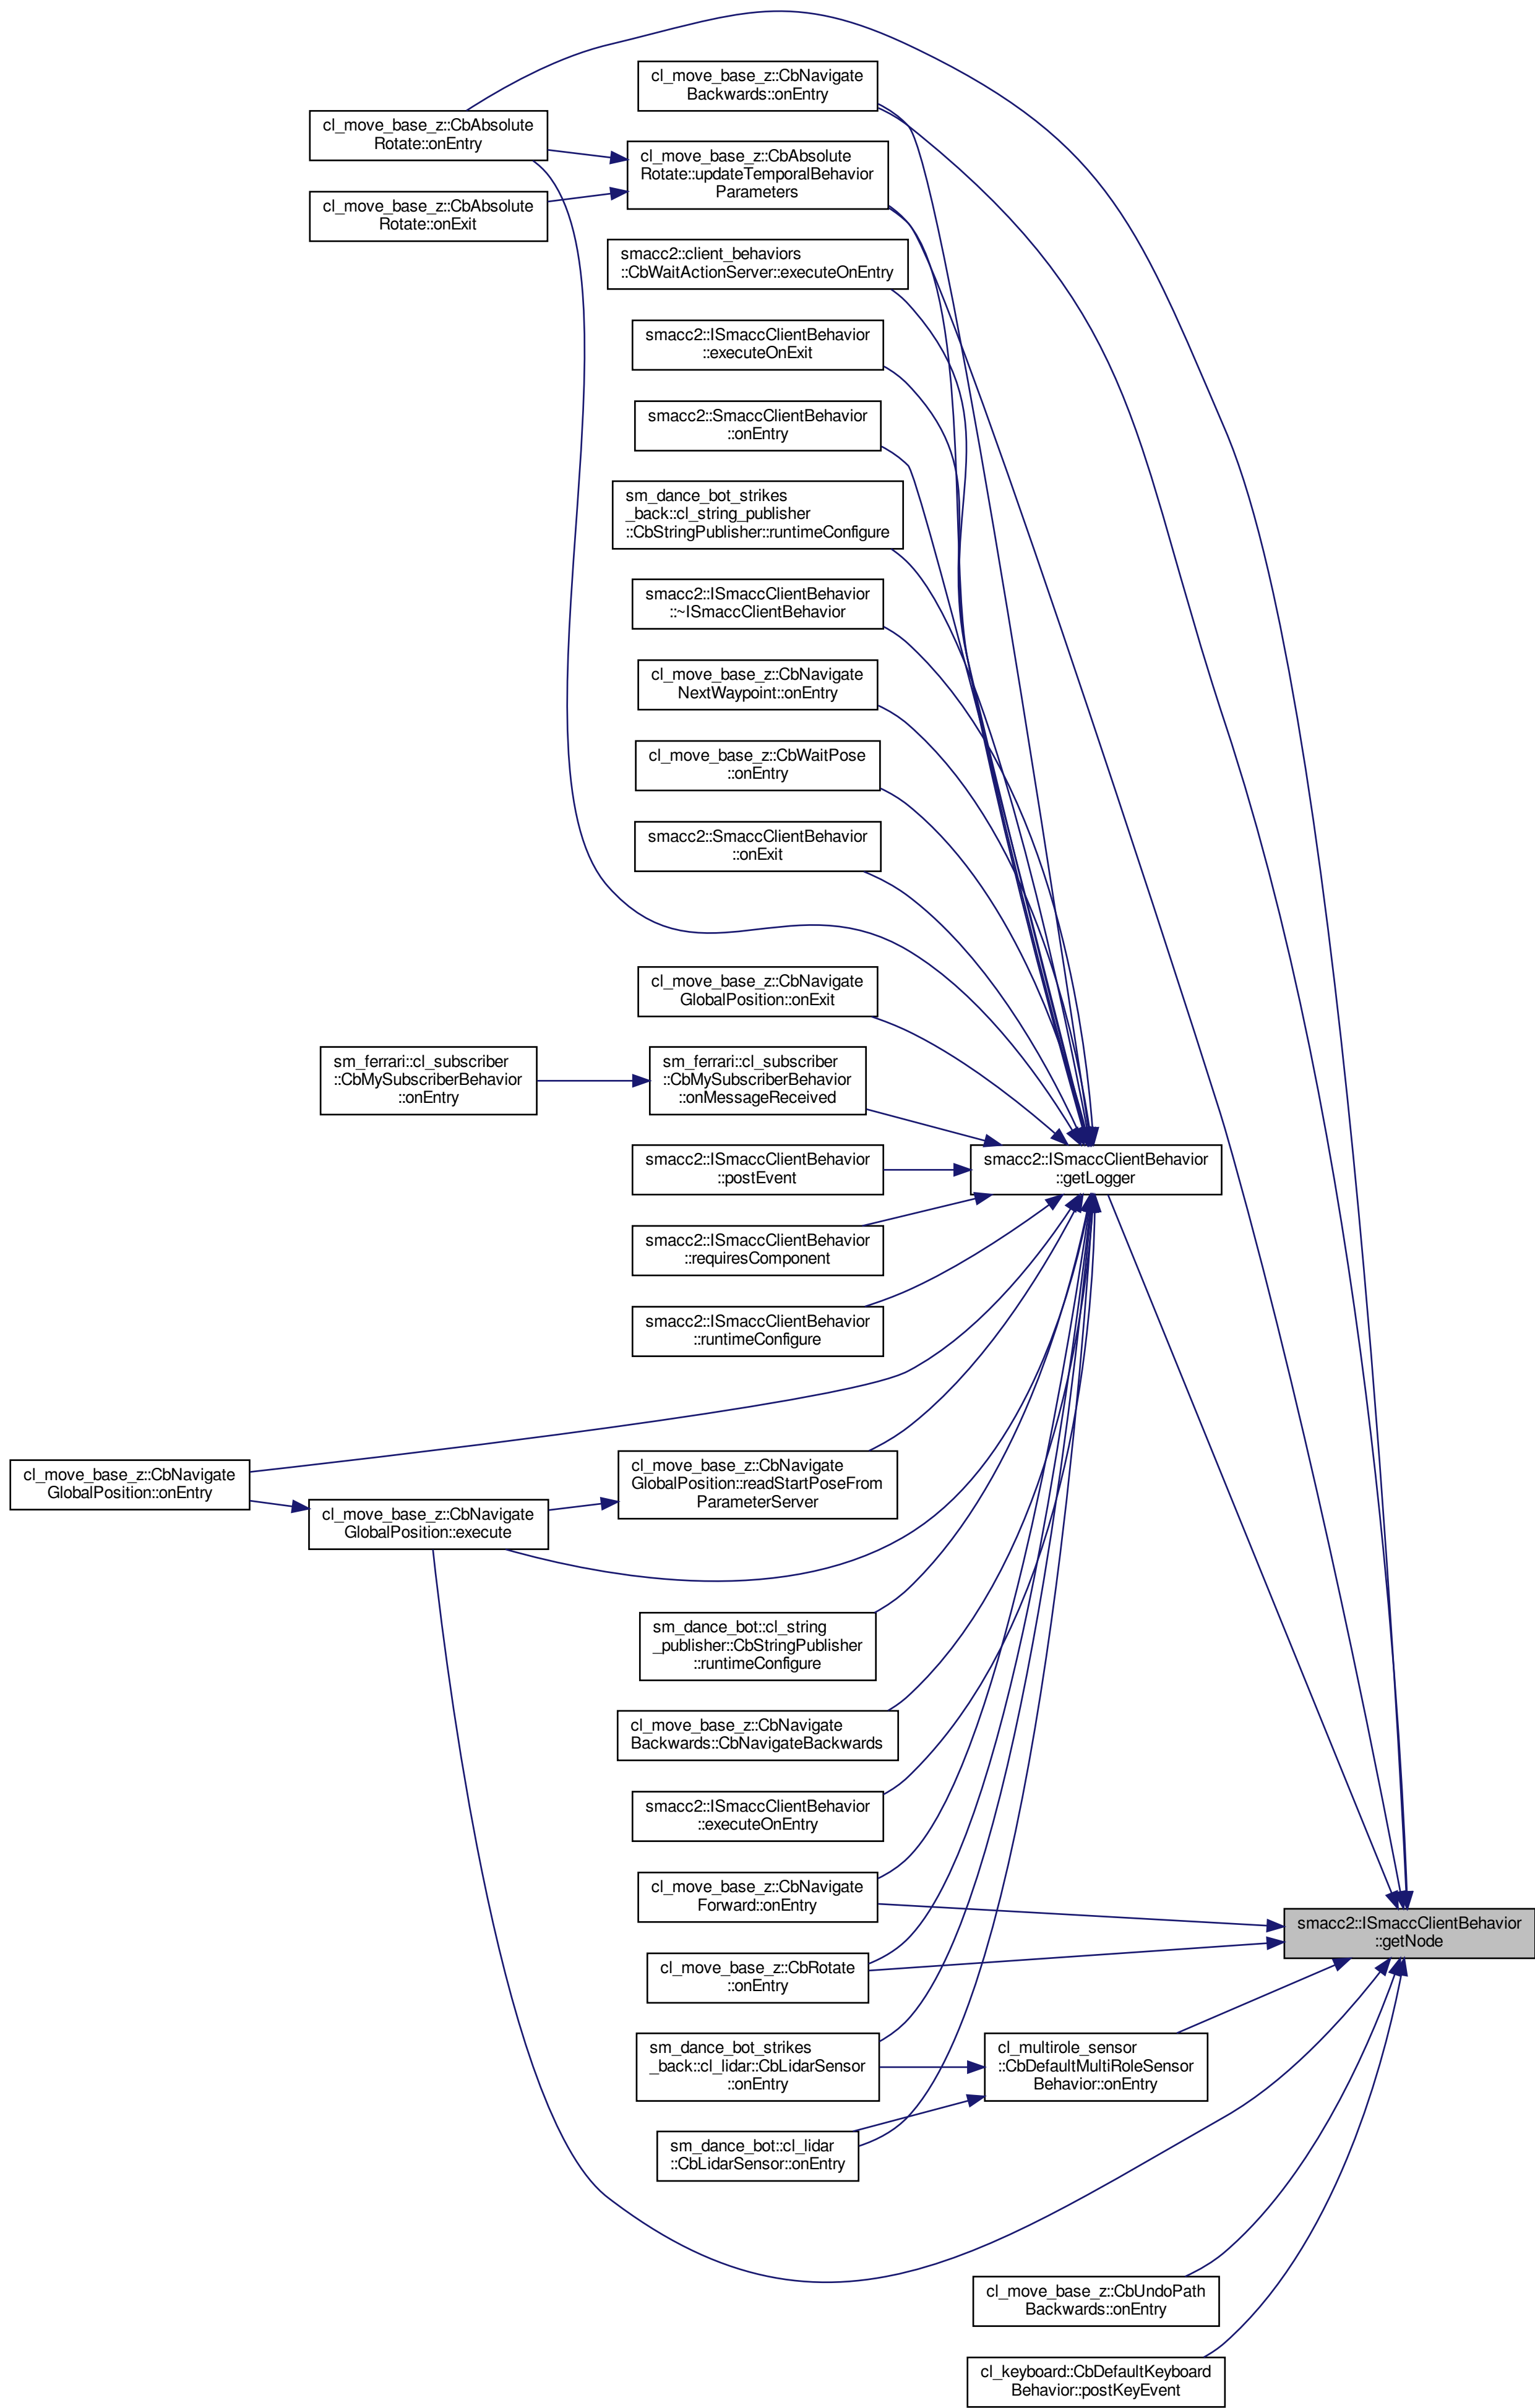 cl_move_base_z::CbNavigate
Backwards::onEntry
cl_move_base_z::CbAbsolute
Rotate::onEntry
cl_move_base_z::CbAbsolute
Rotate::updateTemporalBehavior
Parameters
cl_move_base_z::CbAbsolute
Rotate::onExit
smacc2::client_behaviors
::CbWaitActionServer::executeOnEntry
smacc2::ISmaccClientBehavior
::executeOnExit
smacc2::SmaccClientBehavior
::onEntry
sm_dance_bot_strikes
_back::cl_string_publisher
::CbStringPublisher::runtimeConfigure
smacc2::ISmaccClientBehavior
::~ISmaccClientBehavior
cl_move_base_z::CbNavigate
NextWaypoint::onEntry
cl_move_base_z::CbWaitPose
::onEntry
smacc2::SmaccClientBehavior
::onExit
cl_move_base_z::CbNavigate
GlobalPosition::onExit
sm_ferrari::cl_subscriber
::CbMySubscriberBehavior
::onEntry
sm_ferrari::cl_subscriber
::CbMySubscriberBehavior
::onMessageReceived
smacc2::ISmaccClientBehavior
::postEvent
smacc2::ISmaccClientBehavior
::getLogger
smacc2::ISmaccClientBehavior
::requiresComponent
smacc2::ISmaccClientBehavior
::runtimeConfigure
cl_move_base_z::CbNavigate
GlobalPosition::onEntry
cl_move_base_z::CbNavigate
GlobalPosition::readStartPoseFrom
ParameterServer
cl_move_base_z::CbNavigate
GlobalPosition::execute
sm_dance_bot::cl_string
_publisher::CbStringPublisher
::runtimeConfigure
cl_move_base_z::CbNavigate
Backwards::CbNavigateBackwards
smacc2::ISmaccClientBehavior
::executeOnEntry
cl_move_base_z::CbNavigate
Forward::onEntry
smacc2::ISmaccClientBehavior
::getNode
cl_move_base_z::CbRotate
::onEntry
sm_dance_bot_strikes
_back::cl_lidar::CbLidarSensor
::onEntry
cl_multirole_sensor
::CbDefaultMultiRoleSensor
Behavior::onEntry
sm_dance_bot::cl_lidar
::CbLidarSensor::onEntry
cl_move_base_z::CbUndoPath
Backwards::onEntry
cl_keyboard::CbDefaultKeyboard
Behavior::postKeyEvent